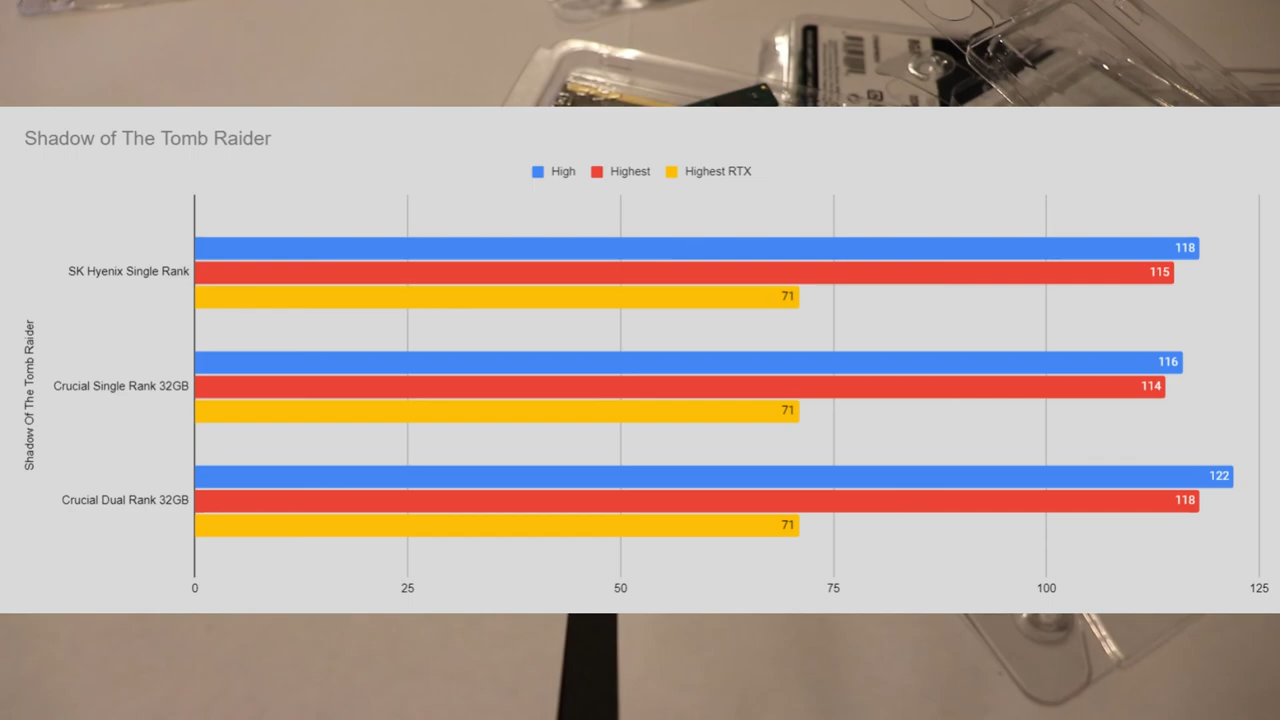 Shadow of The Tomb Raider
High Highest Highest RTX
Shadow Of The Tomb Raider
SK Hyenix Single Rank
118
115
71
Crucial Single Rank 32GB
116
114
71
Crucial Dual Rank 32GB
122
118
71
0 25 50 75 100 125